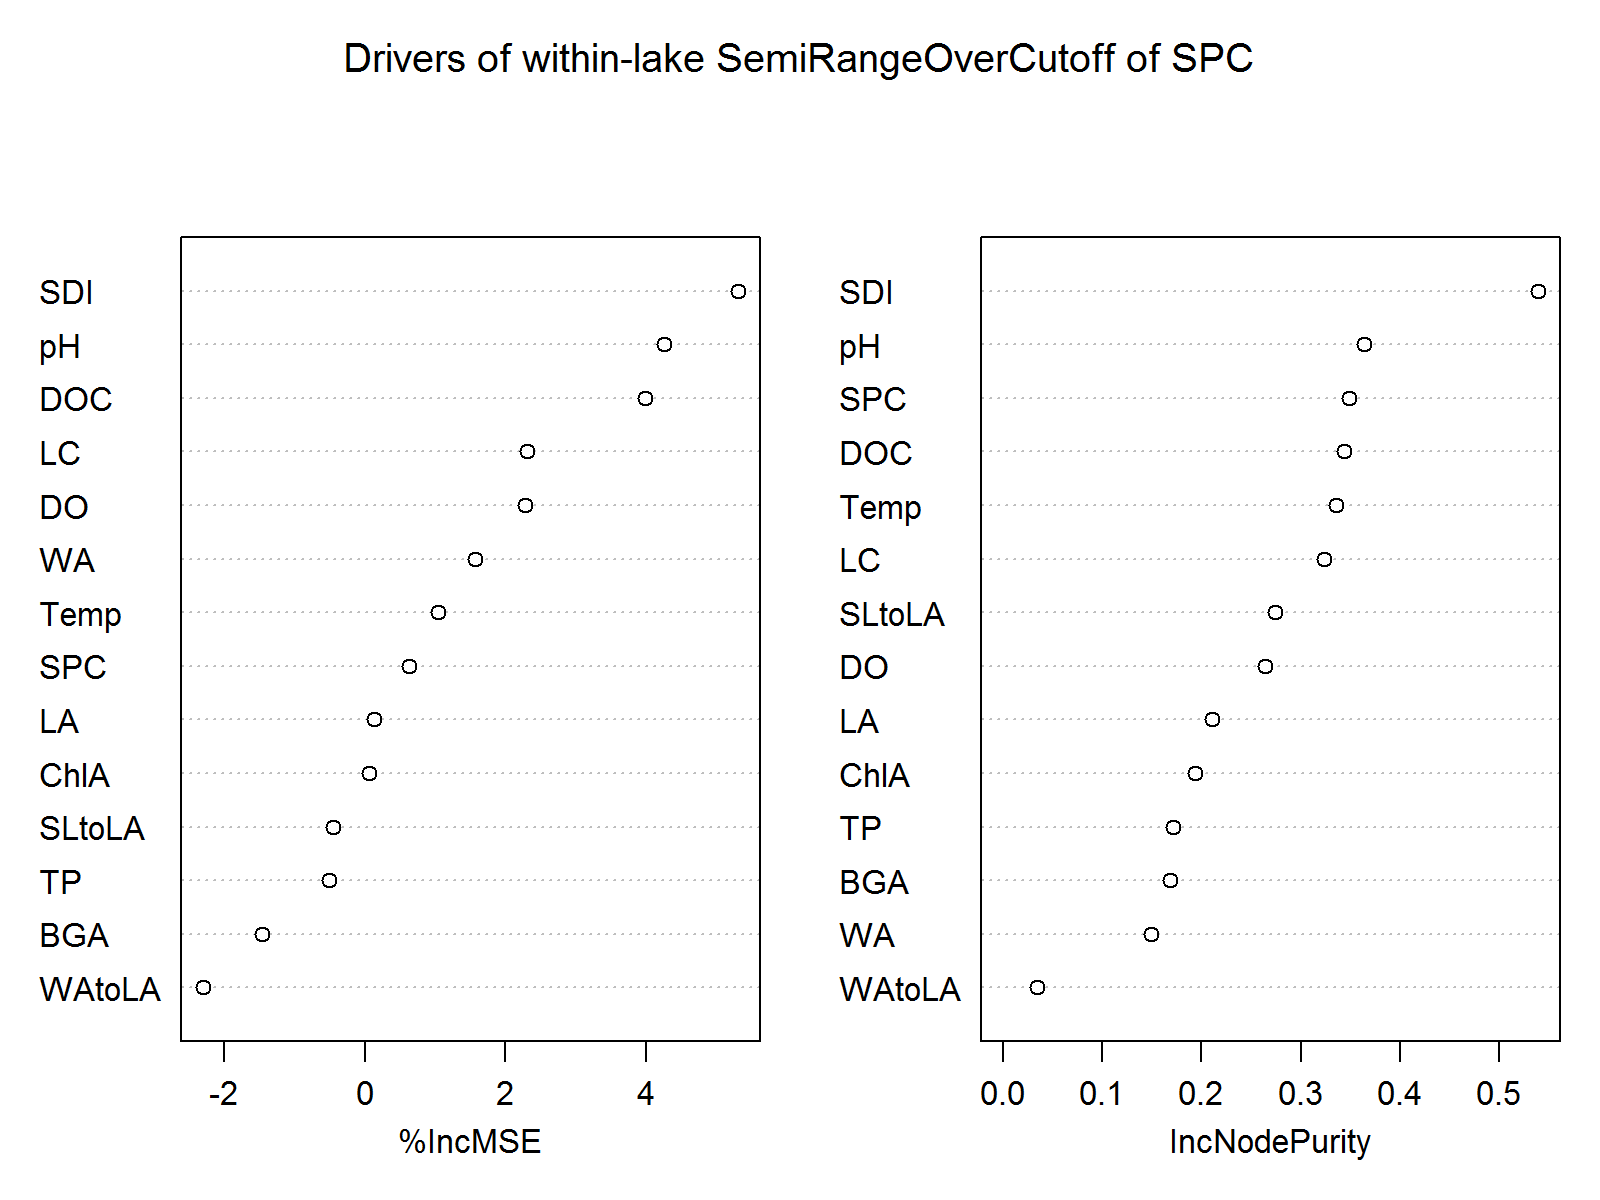 Drivers of within-lake SemiRangeOverCutoff of SPC
SDI
pH
DOC
LC
DO
WA
Temp
SPC
LA
ChlA
SLtoLA
TP
BGA
WAtoLA
-2 0 2 4
%IncMSE
SDI
pH
SPC
DOC
Temp
LC
SLtoLA
DO
LA
ChlA
TP
BGA
WA
WAtoLA
0.0 0.1 0.2 0.3 0.4 0.5
IncNodePurity